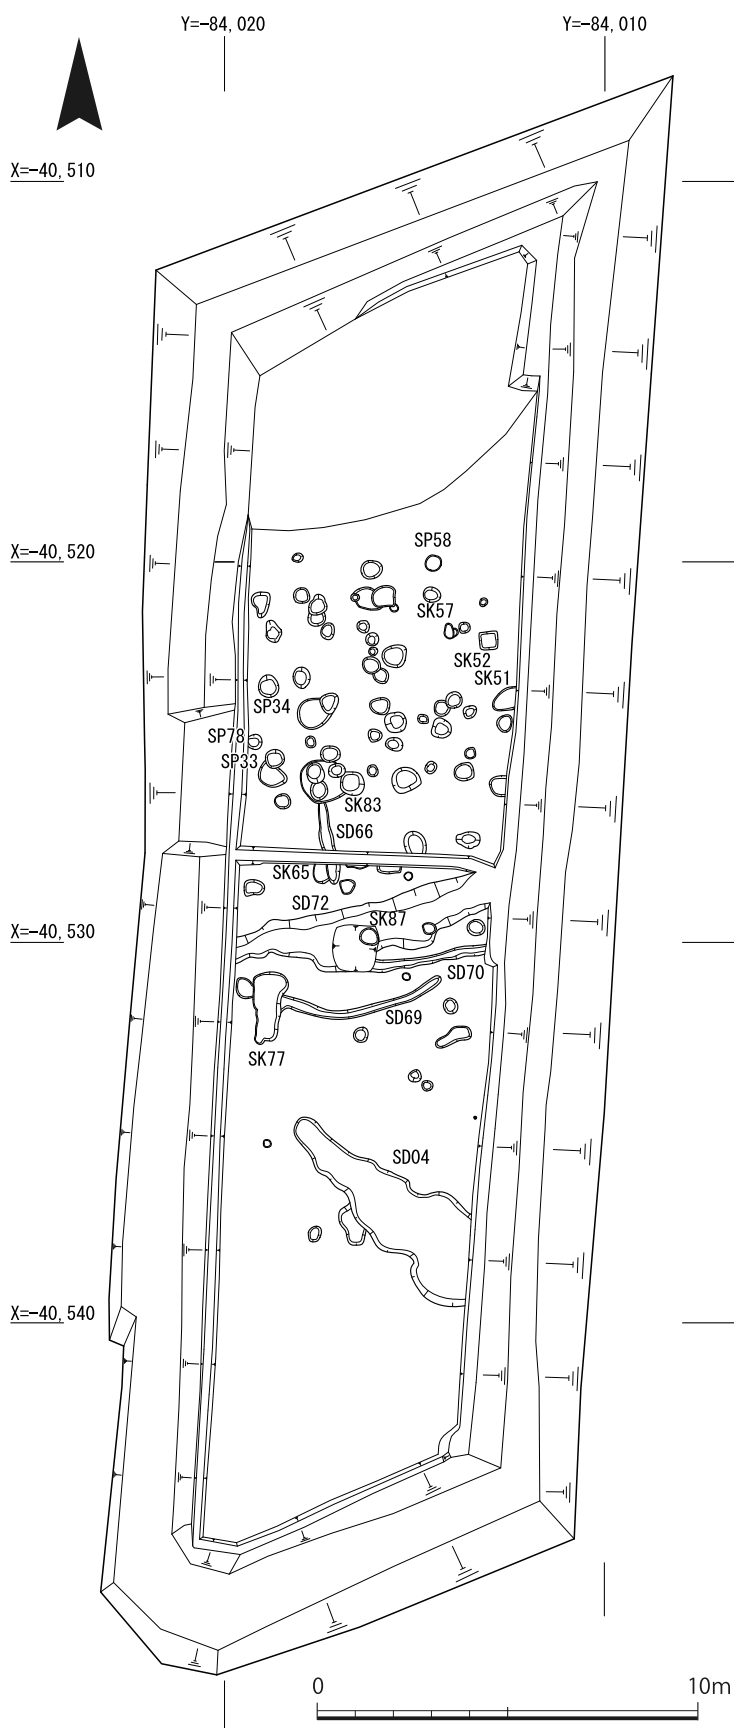 Y=-84,020
Y=-84,010
X=-40,510
X=-40,520
SP58
SK57
SK52
SK51
SP34
SP78
SP33
SK83
SD66
SK65
SD72
SK87
X=-40,530
SD70
SD69
SK77
SD04
X=-40,540
0
10m